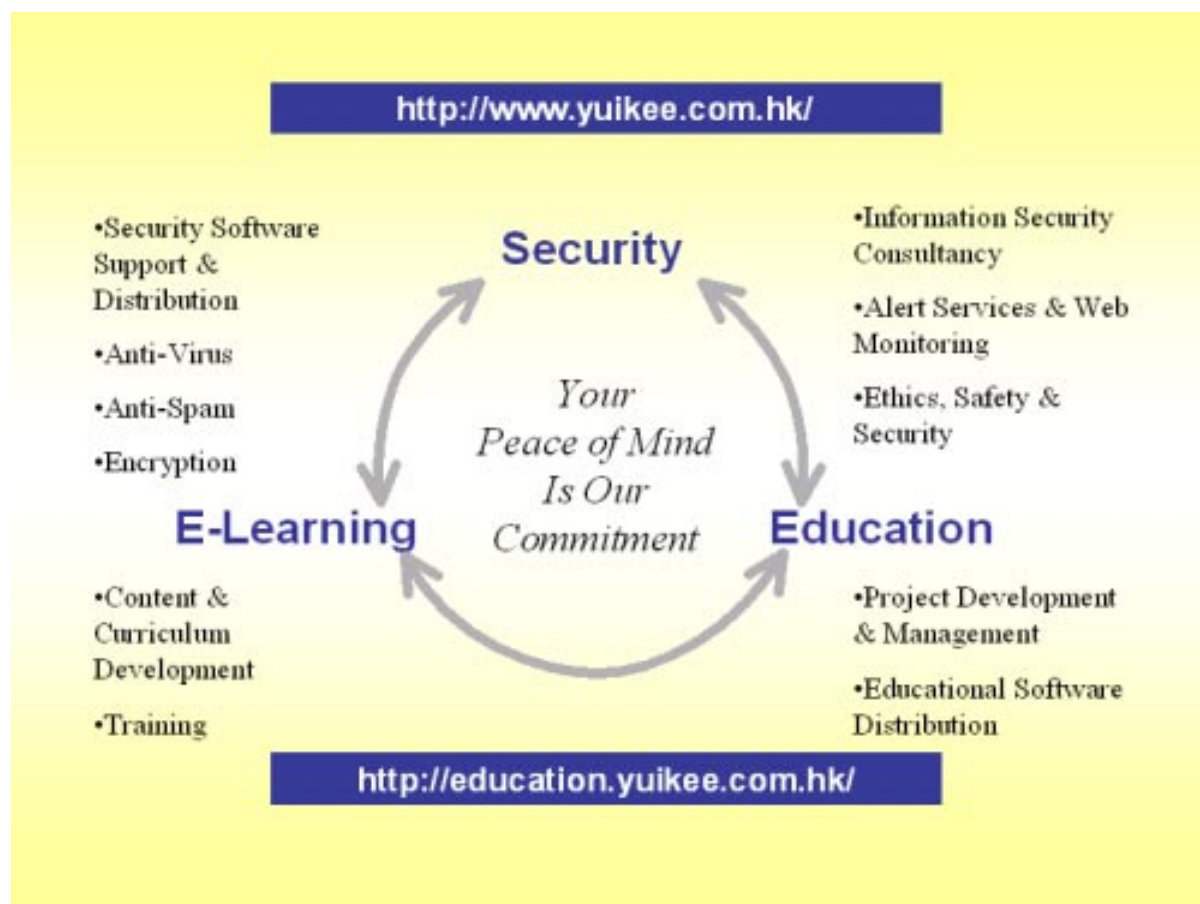 http://www.yuikee.com.hk/
•Security Software
Support &
Distribution
•Anti-Virus
•Anti-Spam
•Encryption
Security
•Information Security
Consultancy
•Alert Services & Web
Monitoring
•Ethics, Safety &
Security
Your
Peace of Mind
Is Our
Commitment
E-Learning
Education
•Content &
Curriculum
Development
•Training
•Project Development
& Management
•Educational Software
Distribution
http://education.yuikee.com.hk/